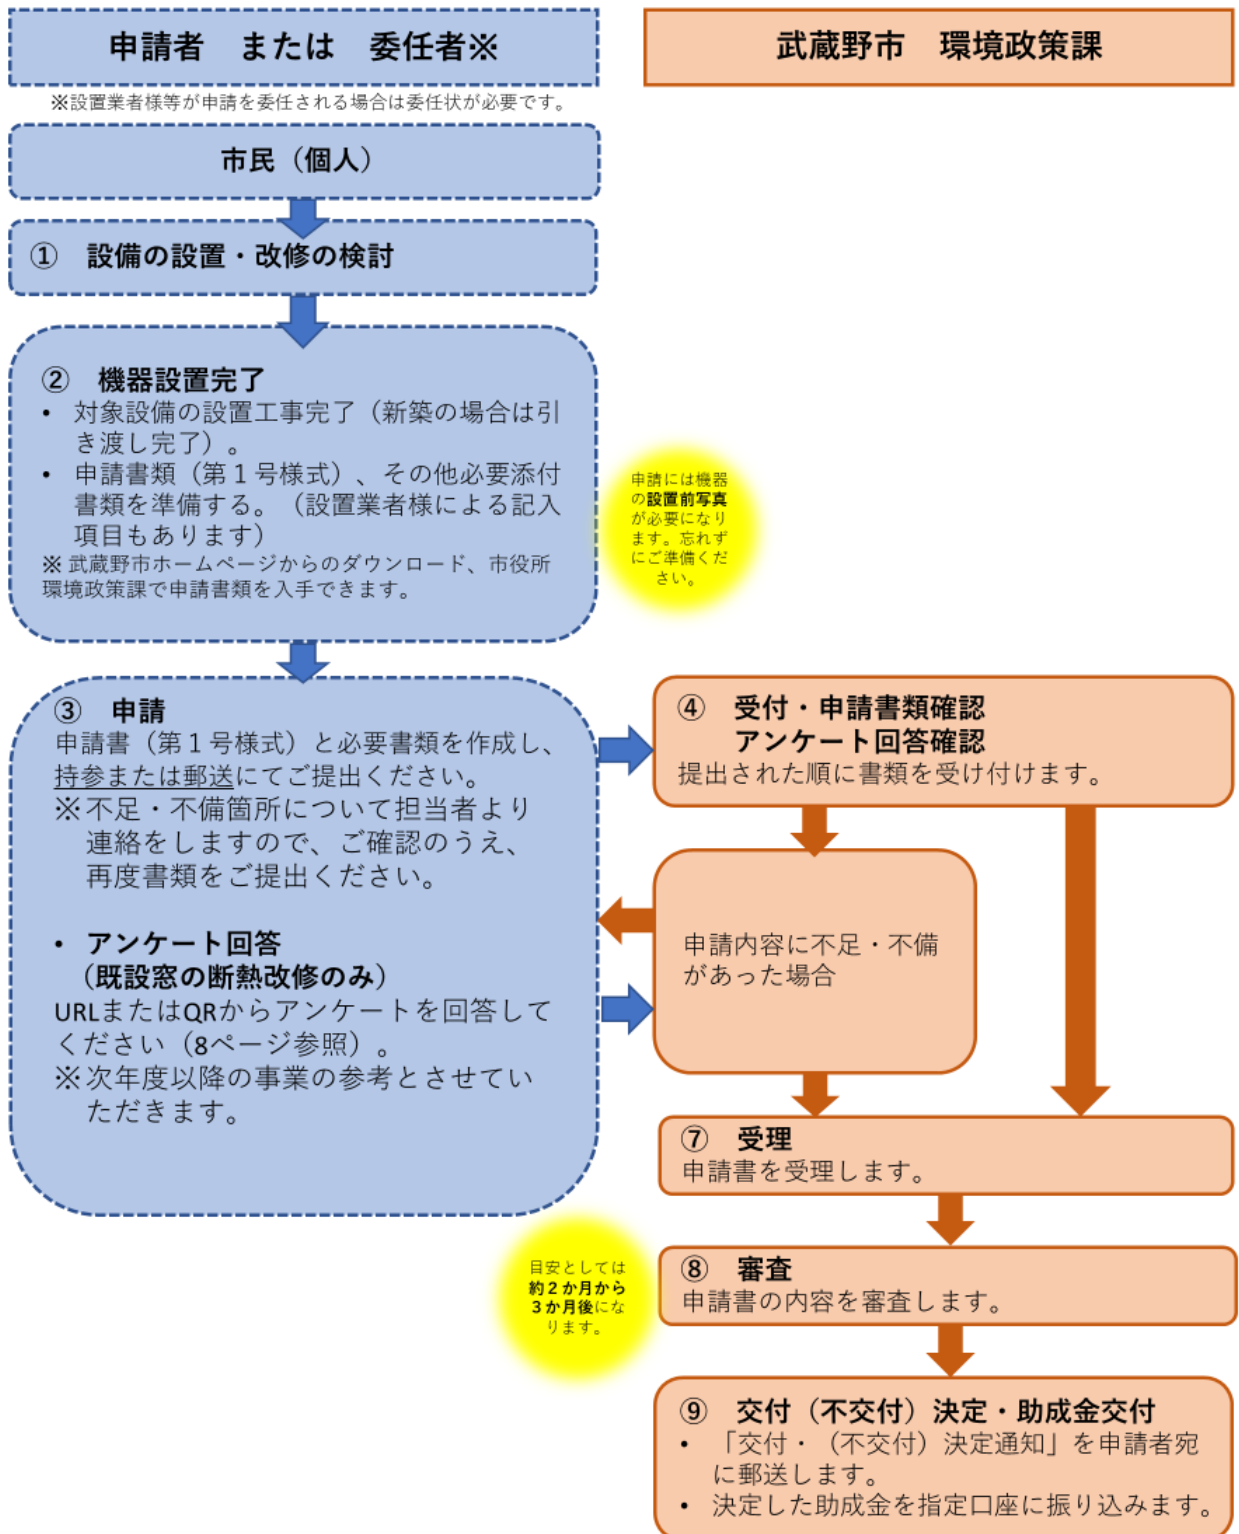 申請者　または　委任者※
武蔵野市　環境政策課
※設置業者様等が申請を委任される場合は委任状が必要です。
市民（個人）
①　設備の設置・改修の検討
②　機器設置完了
• 対象設備の設置工事完了（新築の場合は引
き渡し完了）。
• 申請書類（第１号様式）、その他必要添付
書類を準備する。（設置業者様による記入
項目もあります）
※ 武蔵野市ホームページからのダウンロード、市役所
環境政策課で申請書類を入手できます。
申請には機器
の設置前写真
が必要になり
ます。忘れず
にご準備くだ
さい。
③　申請
申請書（第１号様式）と必要書類を作成し、
持参または郵送にてご提出ください。
※不足・不備箇所について担当者より
連絡をしますので、ご確認のうえ、
再度書類をご提出ください。
• アンケート回答
（既設窓の断熱改修のみ）
URLまたはQRからアンケートを回答して
ください（8ページ参照）。
※次年度以降の事業の参考とさせてい
ただきます。
④　受付・申請書類確認
アンケート回答確認
提出された順に書類を受け付けます。
申請内容に不足・不備
があった場合
⑦　受理
申請書を受理します。
目安としては
約２か月から
３か月後にな
ります。
⑧　審査
申請書の内容を審査します。
⑨　交付（不交付）決定・助成金交付
• 「交付・（不交付）決定通知」を申請者宛
に郵送します。
• 決定した助成金を指定口座に振り込みます。